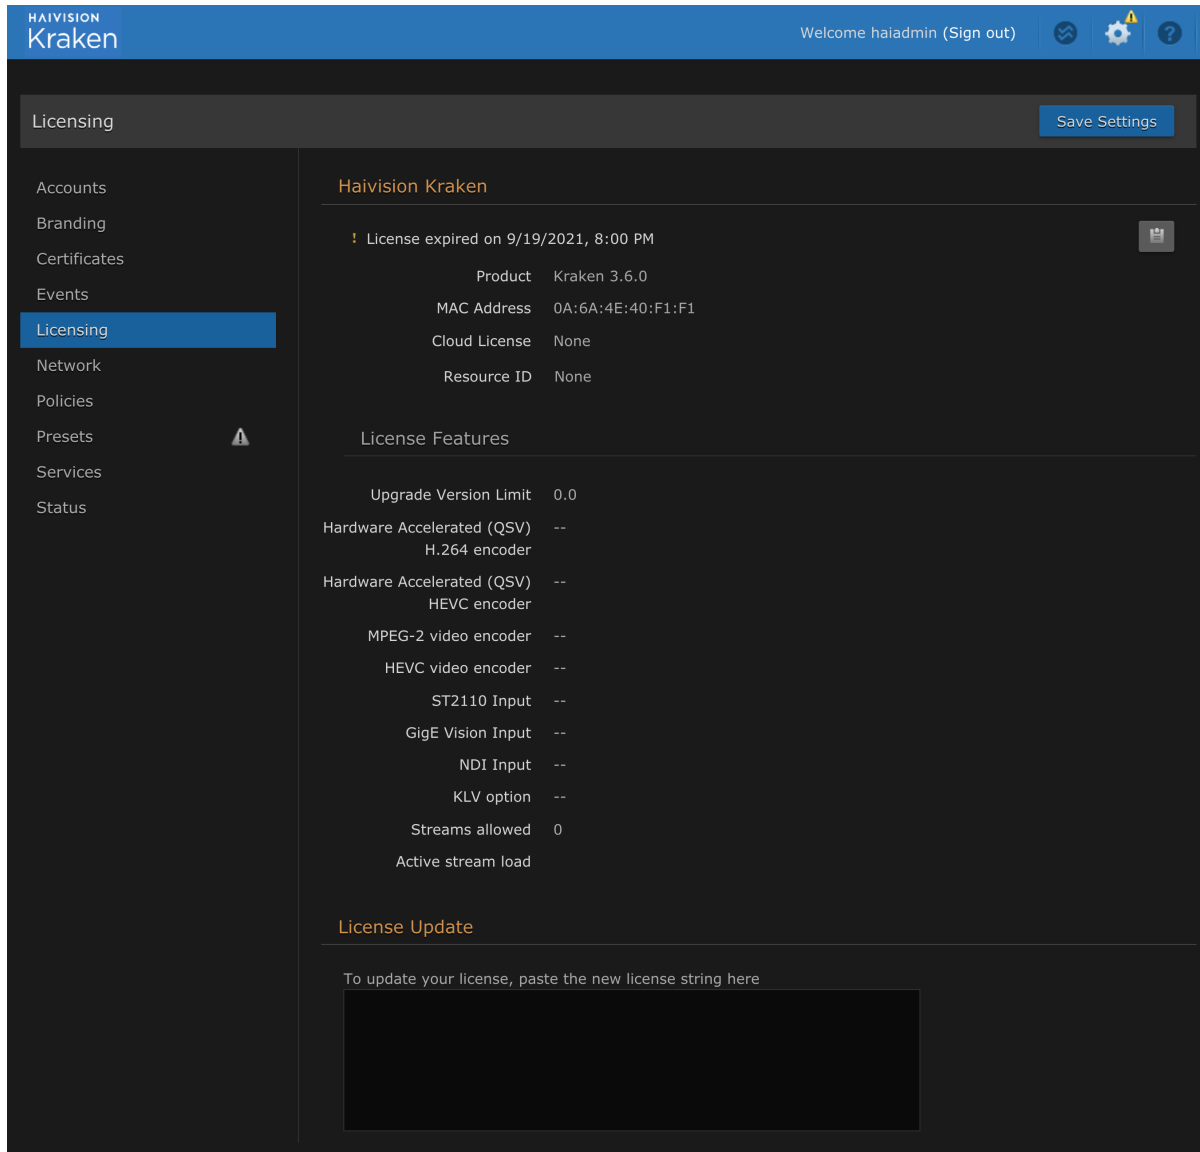 HAIVISION
Kraken
Welcome haiadmin (Sign out)
?
Licensing
Save Settings
Accounts
Branding
Certificates
Events
Licensing
Network
Policies
Presets
Services
Status
Haivision Kraken
! License expired on 9/19/2021, 8:00 PM
Product Kraken 3.6.0
MAC Address 0A:6A:4E:40:F1:F1
Cloud License None
Resource ID None
License Features
Upgrade Version Limit 0.0
Hardware Accelerated (QSV) --
H.264 encoder
Hardware Accelerated (QSV) --
HEVC encoder
MPEG-2 video encoder --
HEVC video encoder --
ST2110 Input --
GigE Vision Input --
NDI Input --
KLV option --
Streams allowed 0
Active stream load
License Update
To update your license, paste the new license string here